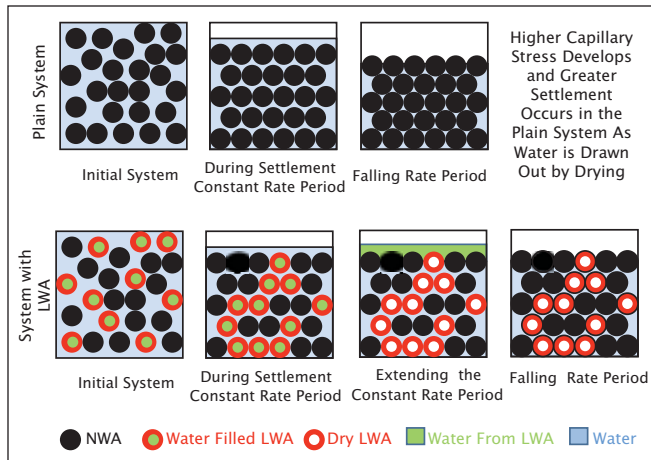 Plain System
Initial System
During Settlement
Constant Rate Period
Falling Rate Period
Higher Capillary
Stress Develops
and Greater
Settlement
Occurs in the
Plain System As
Water is Drawn
Out by Drying
System with
LWA
Initial System
During Settlement
Constant Rate Period
Extending the
Constant Rate Period
Falling Rate Period
NWA
Water Filled LWA
Dry LWA
Water From LWA
Water